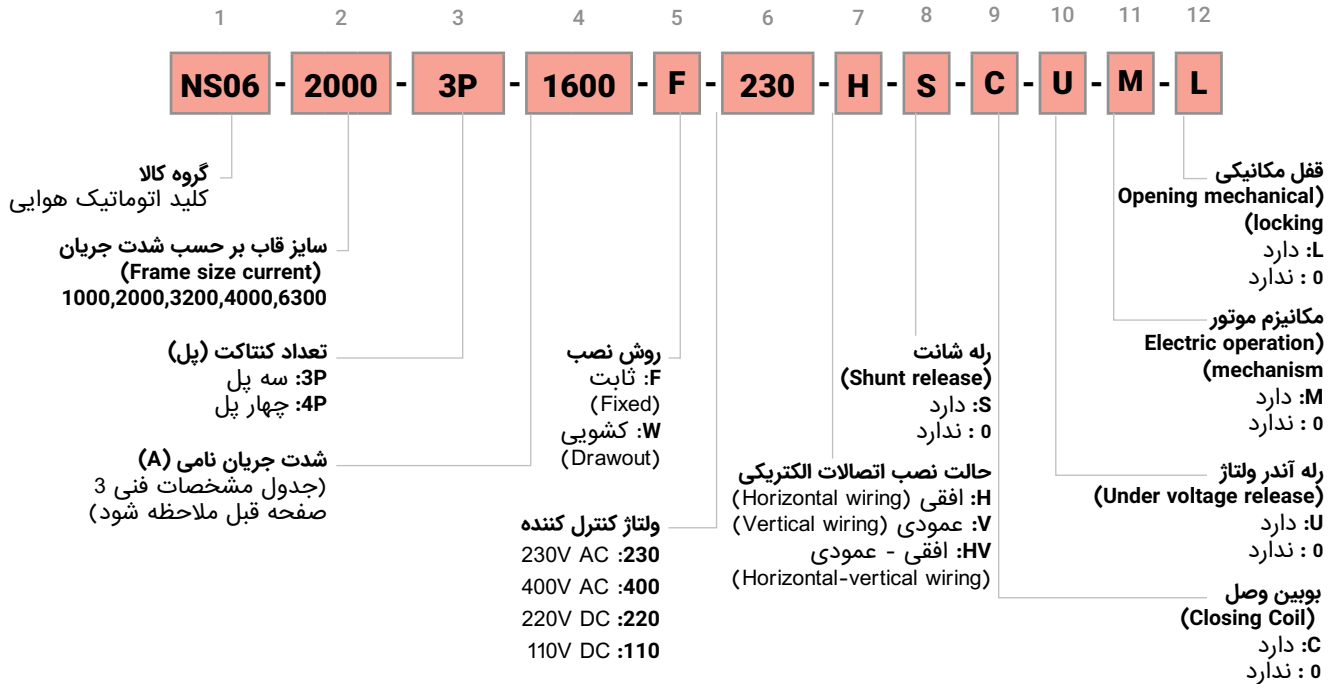 1 2 3 4 5 6 7 8 9 10 11 12
NS06 - 2000 - 3P - 1600 - F - 230 - H - S - C - U - M - L
گروه کالا
کلید اتوماتیک هوایی
سایز قاب بر حسب شدت جریان
(Frame size current)
1000,2000,3200,4000,6300
تعداد کنتاکت (پل)
3P: سه پل
4P: چهار پل
شدت جریان نامی (A)
(جدول مشخصات فنی 3
صفحه قبل ملاحظه شود)
روش نصب
F: ثابت
(Fixed)
W: کشویی
(Drawout)
ولتاژ کنترل کننده
230V AC :230
400V AC :400
220V DC :220
110V DC :110
حالت نصب اتصالات الکتریکی
H: افقی (Horizontal wiring)
V: عمودی (Vertical wiring)
HV: افقی - عمودی
(Horizontal-vertical wiring)
رله شانت
(Shunt release)
S: دارد
0 : ندارد
بوبین وصل
(Closing Coil)
C: دارد
0 : ندارد
رله آندر ولتاژ
(Under voltage release)
U: دارد
0 : ندارد
مکانیزم موتور
Electric operation)
(mechanism
M: دارد
0 : ندارد
قفل مکانیکی
Opening mechanical)
(locking
L: دارد
0 : ندارد